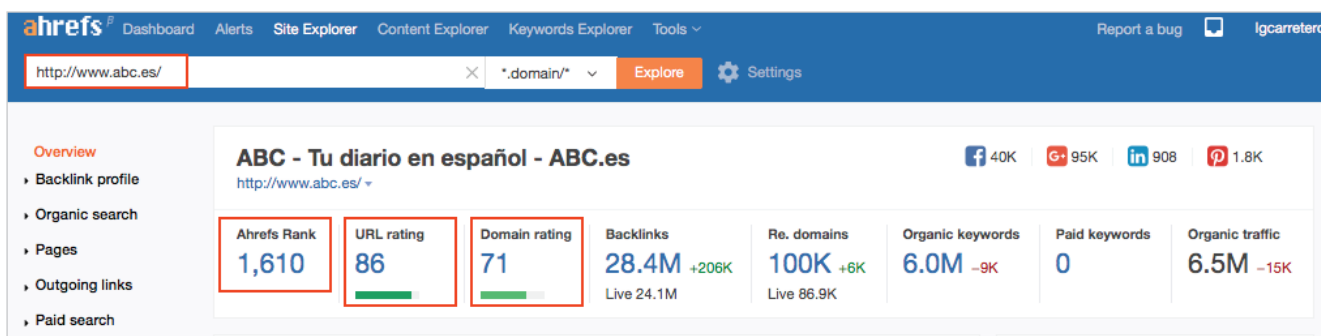 ahrefs β Dashboard Alerts Site Explorer Content Explorer Keywords Explorer Tools Report a bug lgcarretero
http://www.abc.es/ *.domain/* Explore Settings
Overview
Backlink profile
Organic search
Pages
Outgoing links
Paid search
ABC - Tu diario en español - ABC.es
http://www.abc.es/
40K G+ 95K in 908 1.8K
Ahrefs Rank URL rating Domain rating Backlinks Re. domains Organic keywords Paid keywords Organic traffic
1,610 86 71 28.4M +206K 100K +6K 6.0M -9K 0 6.5M -15K
Live 24.1M Live 86.9K